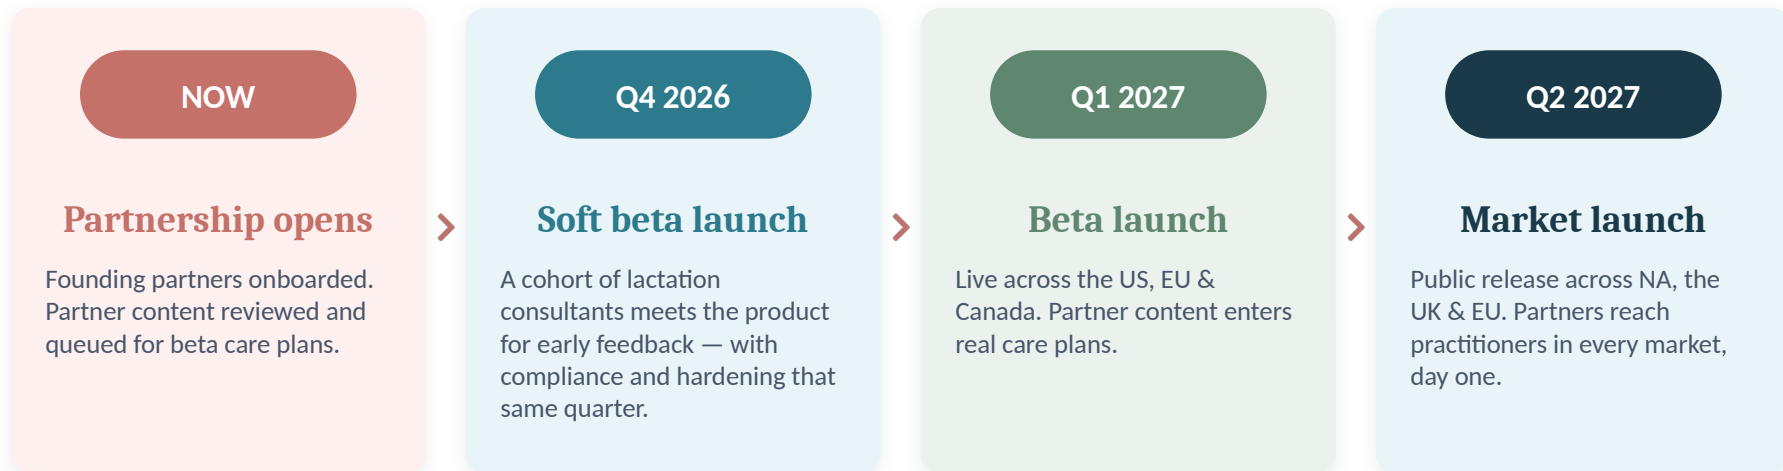 NOW
Partnership opens
Founding partners onboarded.
Partner content reviewed and
queued for beta care plans.
Q4 2026
Soft beta launch
A cohort of lactation
consultants meets the product
for early feedback — with
compliance and hardening that
same quarter.
Q1 2027
Beta launch
Live across the US, EU &
Canada. Partner content enters
real care plans.
Q2 2027
Market launch
Public release across NA, the
UK & EU. Partners reach
practitioners in every market,
day one.